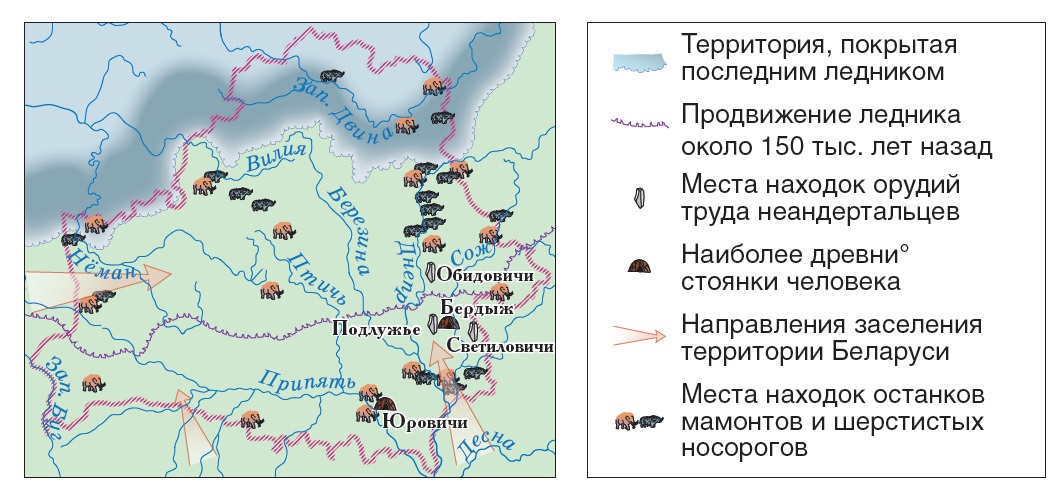 Зап. Двина
Вилия
Березина
Днепр
Сож
Нёман
Птичь
Обидовичи
Бердыж
Подлужье
Светиловичи
Зап. Буг
Припять
Юровичи
Десна
Территория, покрытая
последним ледником
Продвижение ледника
около 150 тыс. лет назад
Места находок орудий
труда неандертальцев
Наиболее древни°
стоянки человека
Направления заселения
территории Беларуси
Места находок останков
мамонтов и шерстистых
носорогов